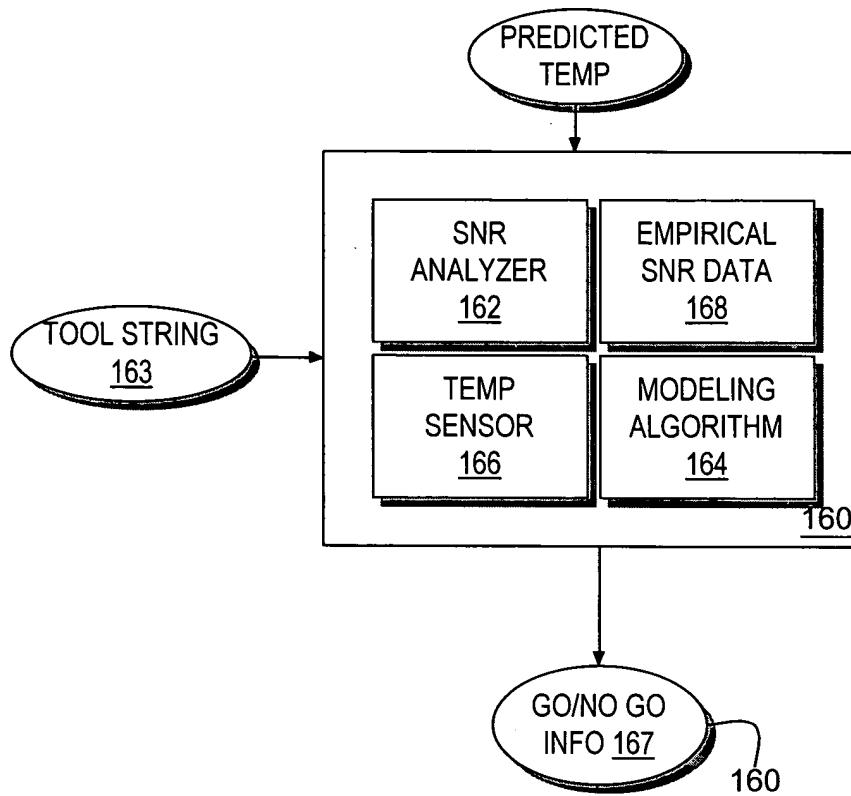 PREDICTED
TEMP
SNR
ANALYZER
162
EMPIRICAL
SNR DATA
168
TOOL STRING
163
TEMP
SENSOR
166
MODELING
ALGORITHM
164
160
GO/NO GO
INFO 167
160